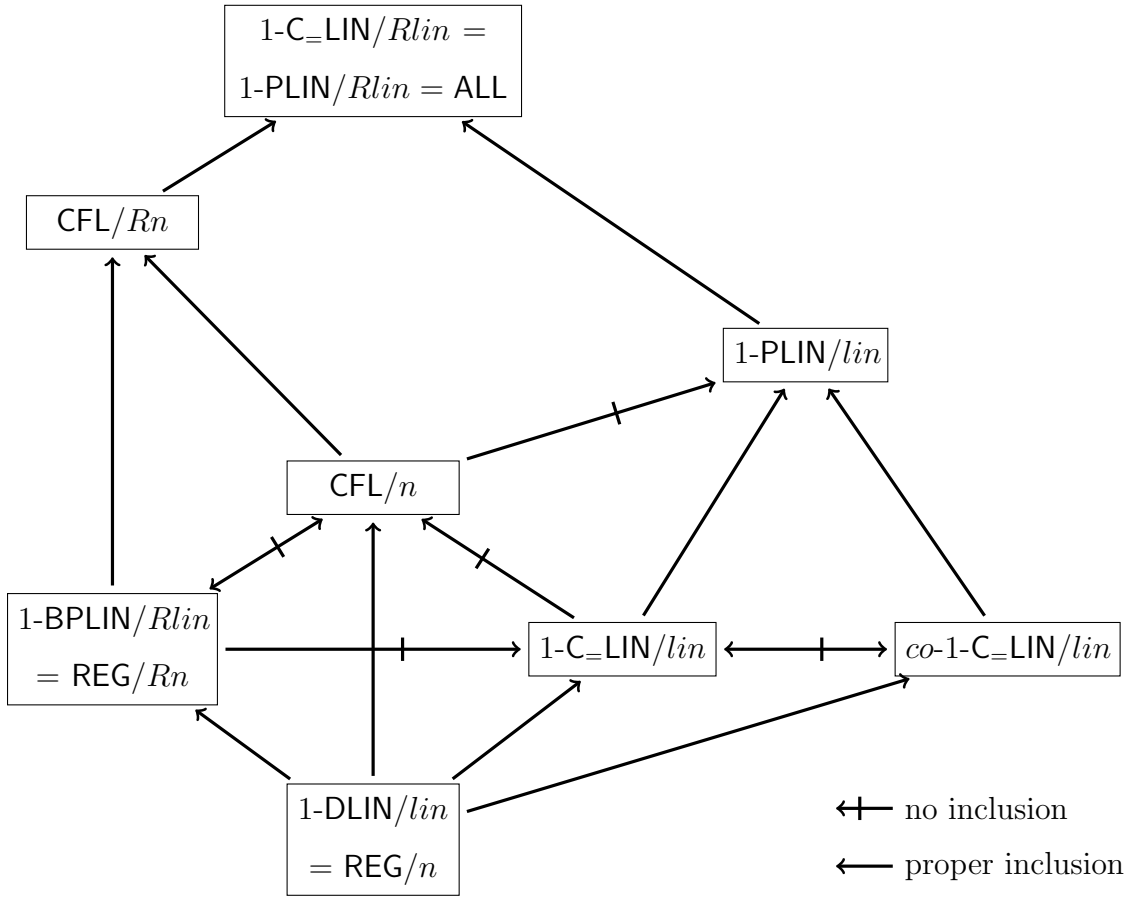 1-C₌LIN/Rlin =
1-PLIN/Rlin = ALL
CFL/Rn
1-PLIN/lin
CFL/n
1-BPLIN/Rlin
= REG/Rn
1-C₌LIN/lin
co-1-C₌LIN/lin
1-DLIN/lin
= REG/n
no inclusion
proper inclusion